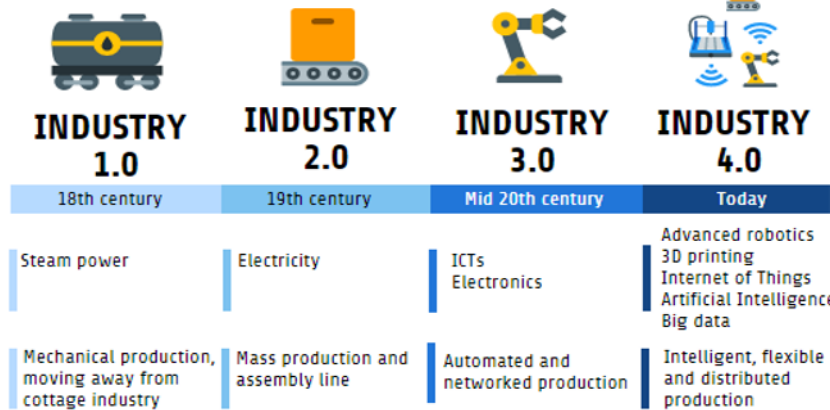 INDUSTRY
1.0
INDUSTRY
2.0
INDUSTRY
3.0
INDUSTRY
4.0
18th century
19th century
Mid 20th century
Today
Steam power
Electricity
ICTs
Electronics
Advanced robotics
3D printing
Internet of Things
Artificial Intelligence
Big data
Mechanical production,
moving away from
cottage industry
Mass production and
assembly line
Automated and
networked production
Intelligent, flexible
and distributed
production